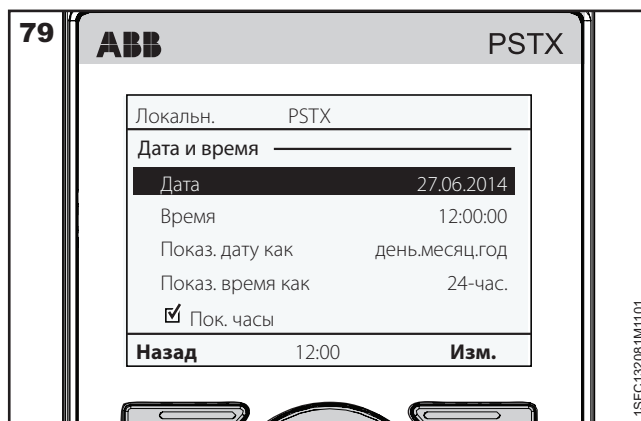 79
ABB PSTX
Локальн. PSTX
Дата и время
Дата 27.06.2014
Время 12:00:00
Показ. дату как день.месяц.год
Показ. время как 24-час.
Пок. часы
Назад 12:00 Изм.
1SFC132081M1101